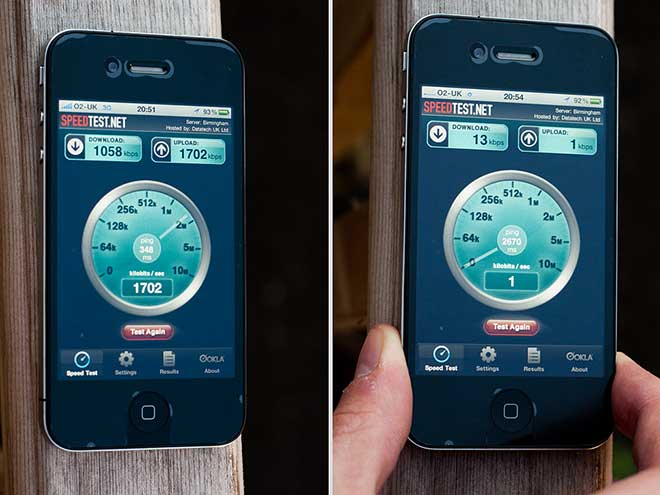 O2-UK 3G 20:51 93%
SPEEDTEST.NET
Server: Birmingham
Hosted by: Datatech UK Ltd
DOWNLOAD:
1058 kbps
UPLOAD:
1702 kbps
512k
256k 1M
128k 2M
64k 5M
0 10M
ping
348
ms
kilobits / sec
1702
Test Again
Speed Test Settings Results About
OOKLA
O2-UK 20:54 92%
SPEEDTEST.NET
Server: Birmingham
Hosted by: Datatech UK Ltd
DOWNLOAD:
13 kbps
UPLOAD:
1 kbps
512k
256k 1M
128k 2M
64k 5M
0 10M
ping
2670
ms
kilobits / sec
1
Test Again
OOKLA
Speed Test Settings Results About